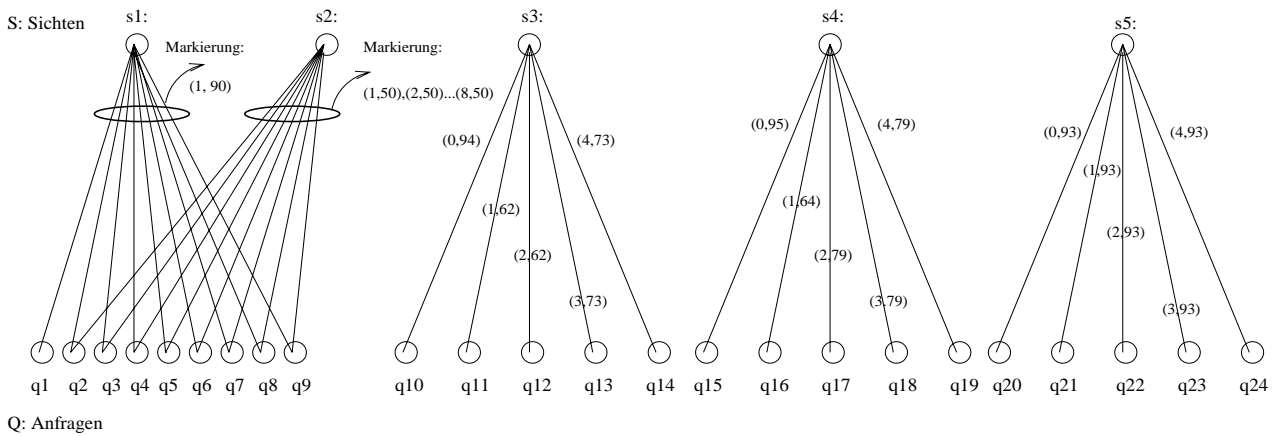 S: Sichten
s1:
s2:
s3:
s4:
s5:
Markierung:
(1, 90)
Markierung:
(1,50),(2,50)...(8,50)
(0,94)
(4,73)
(1,62)
(2,62)
(3,73)
(0,95)
(4,79)
(1,64)
(2,79)
(3,79)
(0,93)
(4,93)
(1,93)
(2,93)
(3,93)
q1 q2 q3 q4 q5 q6 q7 q8 q9 q10 q11 q12 q13 q14 q15 q16 q17 q18 q19 q20 q21 q22 q23 q24
Q: Anfragen